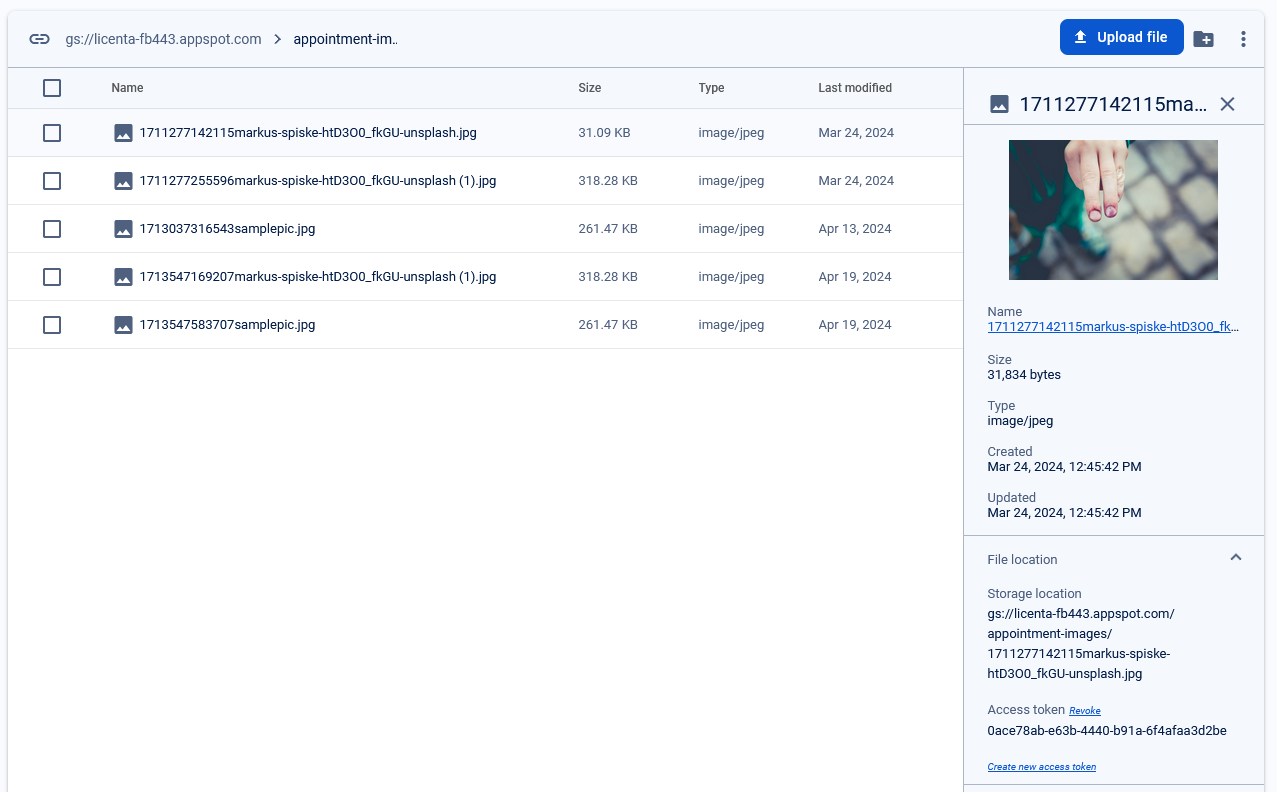 gs://licenta-fb443.appspot.com > appointment-im..
Upload file
Name Size Type Last modified
1711277142115markus-spiske-htD3O0_fkGU-unsplash.jpg 31.09 KB image/jpeg Mar 24, 2024
1711277255596markus-spiske-htD3O0_fkGU-unsplash (1).jpg 318.28 KB image/jpeg Mar 24, 2024
1713037316543samplepic.jpg 261.47 KB image/jpeg Apr 13, 2024
1713547169207markus-spiske-htD3O0_fkGU-unsplash (1).jpg 318.28 KB image/jpeg Apr 19, 2024
1713547583707samplepic.jpg 261.47 KB image/jpeg Apr 19, 2024
1711277142115ma...
Name
1711277142115markus-spiske-htD3O0_fk...
Size
31,834 bytes
Type
image/jpeg
Created
Mar 24, 2024, 12:45:42 PM
Updated
Mar 24, 2024, 12:45:42 PM
File location
Storage location
gs://licenta-fb443.appspot.com/
appointment-images/
1711277142115markus-spiske-
htD3O0_fkGU-unsplash.jpg
Access token Revoke
0ace78ab-e63b-4440-b91a-6f4afaa3d2be
Create new access token